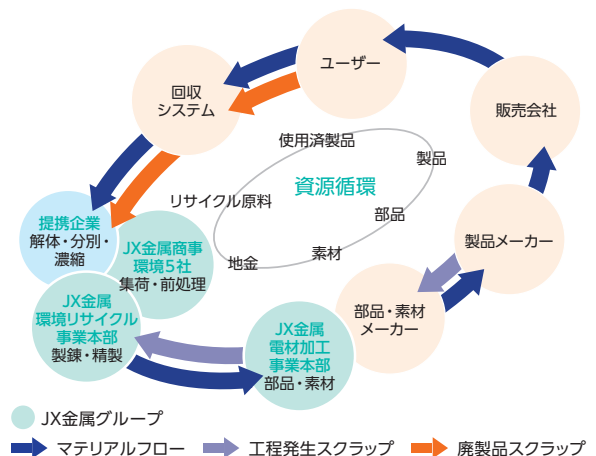 ユーザー
回収
システム
販売会社
使用済製品
製品
資源循環
リサイクル原料
部品
提携企業
解体・分別・
濃縮
JX金属商事
環境5社
集荷・前処理
製品メーカー
素材
地金
JX金属
環境リサイクル
事業本部
製錬・精製
部品・素材
メーカー
JX金属
電材加工
事業本部
部品・素材
JX金属グループ
マテリアルフロー
工程発生スクラップ
廃製品スクラップ